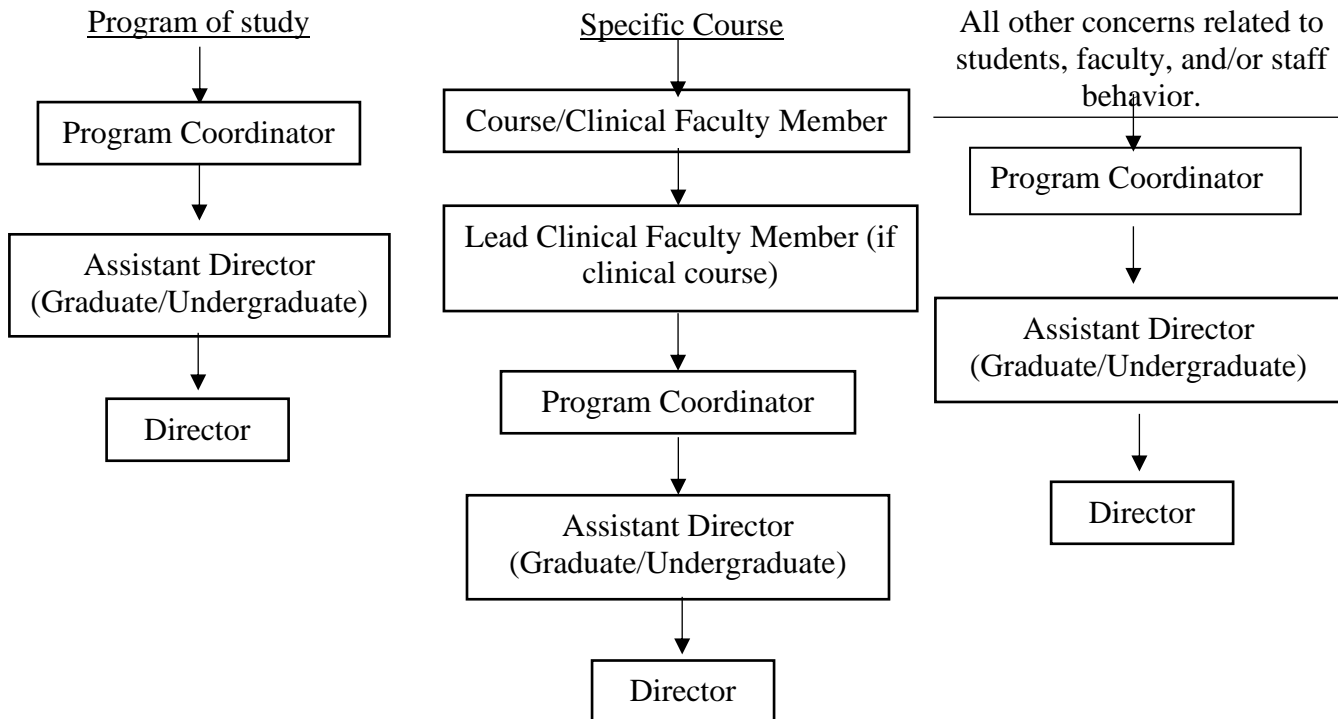 Program of study
Program Coordinator
Assistant Director
(Graduate/Undergraduate)
Director
Specific Course
Course/Clinical Faculty Member
Lead Clinical Faculty Member (if
clinical course)
Program Coordinator
Assistant Director
(Graduate/Undergraduate)
Director
All other concerns related to
students, faculty, and/or staff
behavior.
Program Coordinator
Assistant Director
(Graduate/Undergraduate)
Director